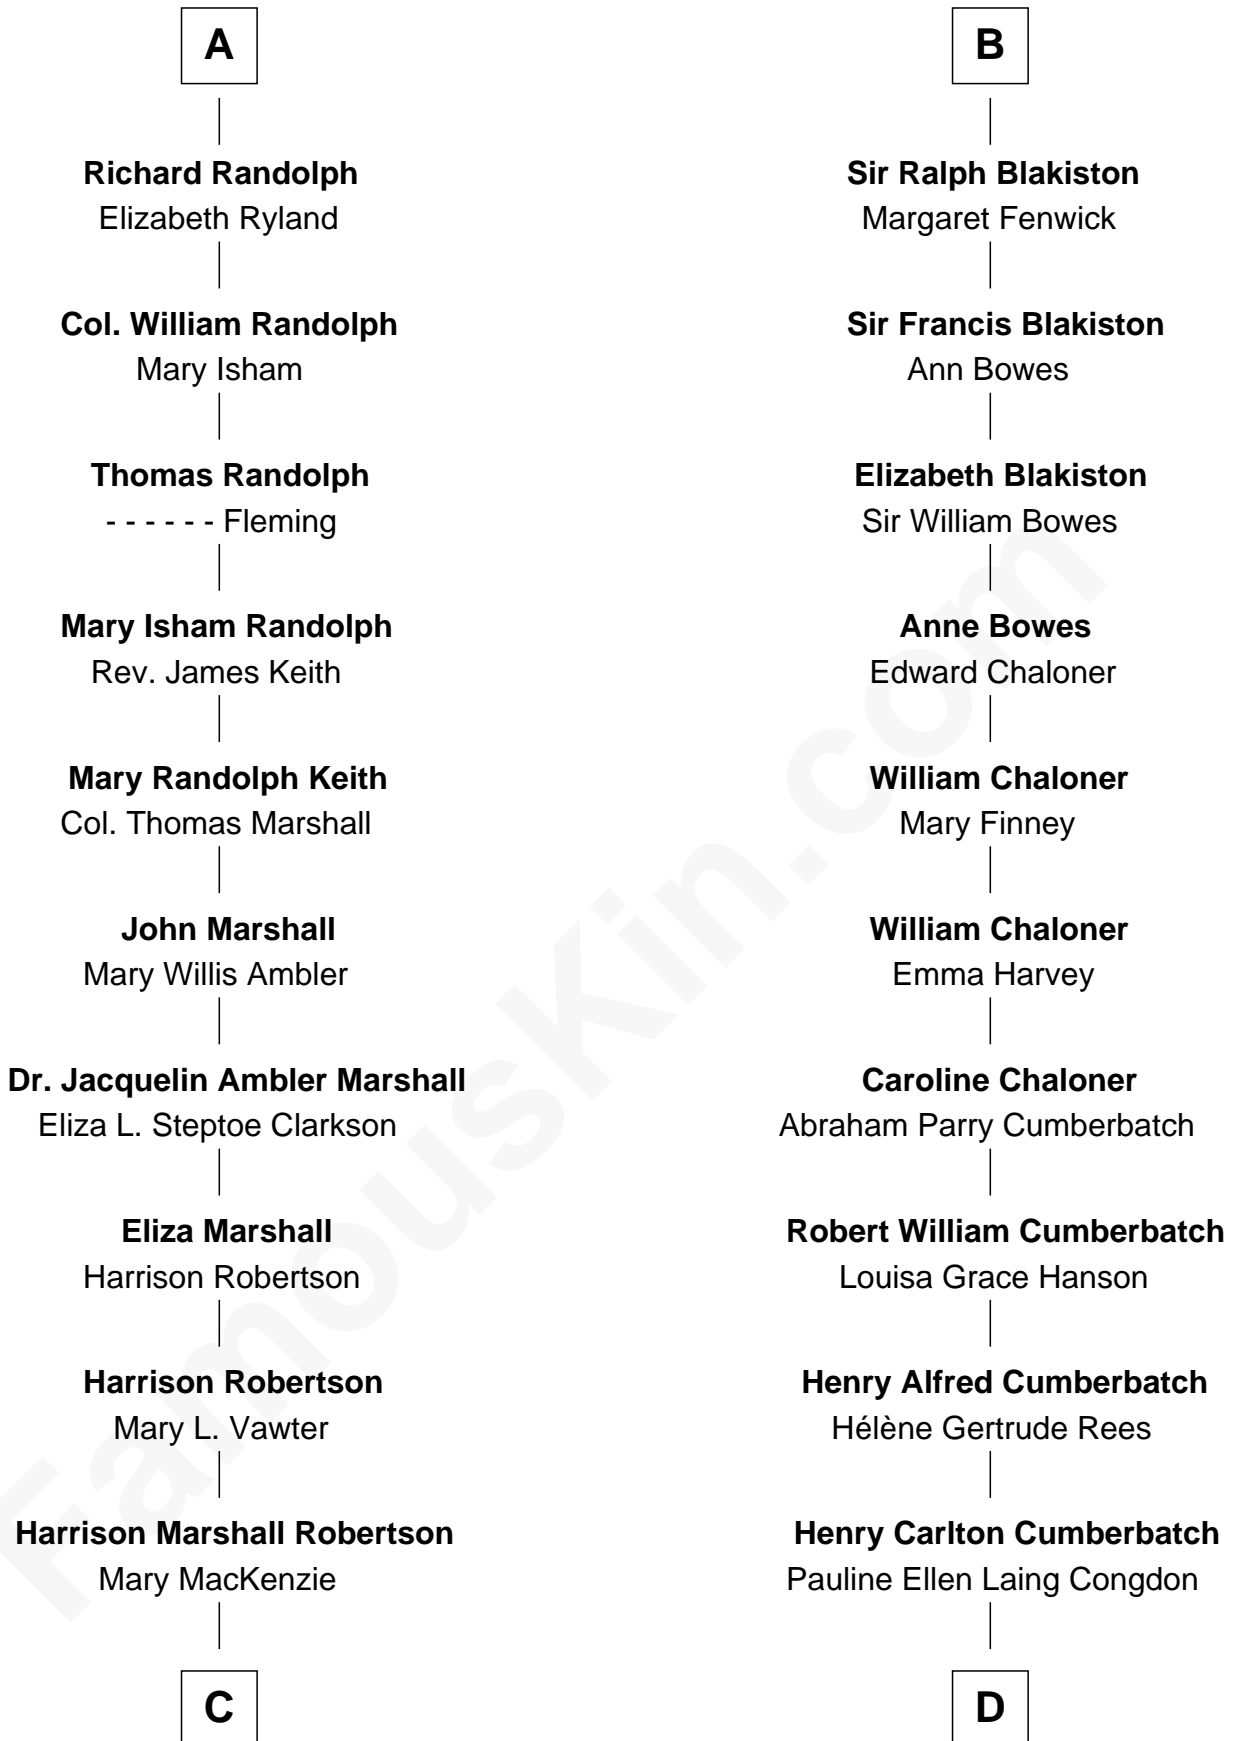 A
Richard Randolph
Elizabeth Ryland
Col. William Randolph
Mary Isham
Thomas Randolph
- - - - - - Fleming
Mary Isham Randolph
Rev. James Keith
Mary Randolph Keith
Col. Thomas Marshall
John Marshall
Mary Willis Ambler
Dr. Jacquelin Ambler Marshall
Eliza L. Steptoe Clarkson
Eliza Marshall
Harrison Robertson
Harrison Robertson
Mary L. Vawter
Harrison Marshall Robertson
Mary MacKenzie
C
B
Sir Ralph Blakiston
Margaret Fenwick
Sir Francis Blakiston
Ann Bowes
Elizabeth Blakiston
Sir William Bowes
Anne Bowes
Edward Chaloner
William Chaloner
Mary Finney
William Chaloner
Emma Harvey
Caroline Chaloner
Abraham Parry Cumberbatch
Robert William Cumberbatch
Louisa Grace Hanson
Henry Alfred Cumberbatch
Hélène Gertrude Rees
Henry Carlton Cumberbatch
Pauline Ellen Laing Congdon
D
FamousKin.com